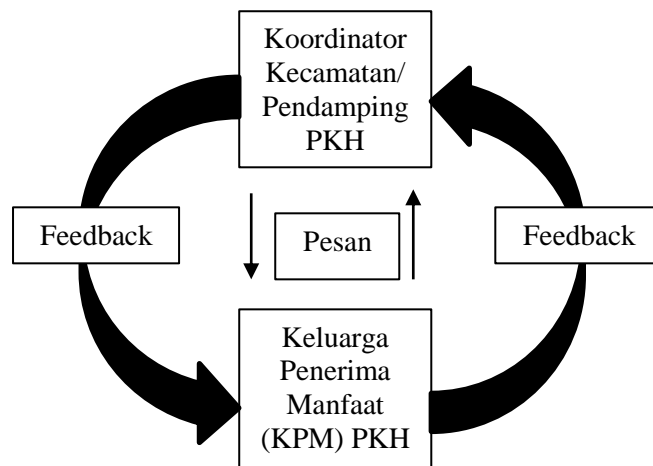 Koordinator
Kecamatan/
Pendamping
PKH
Feedback
Pesan
Feedback
Keluarga
Penerima
Manfaat
(KPM) PKH